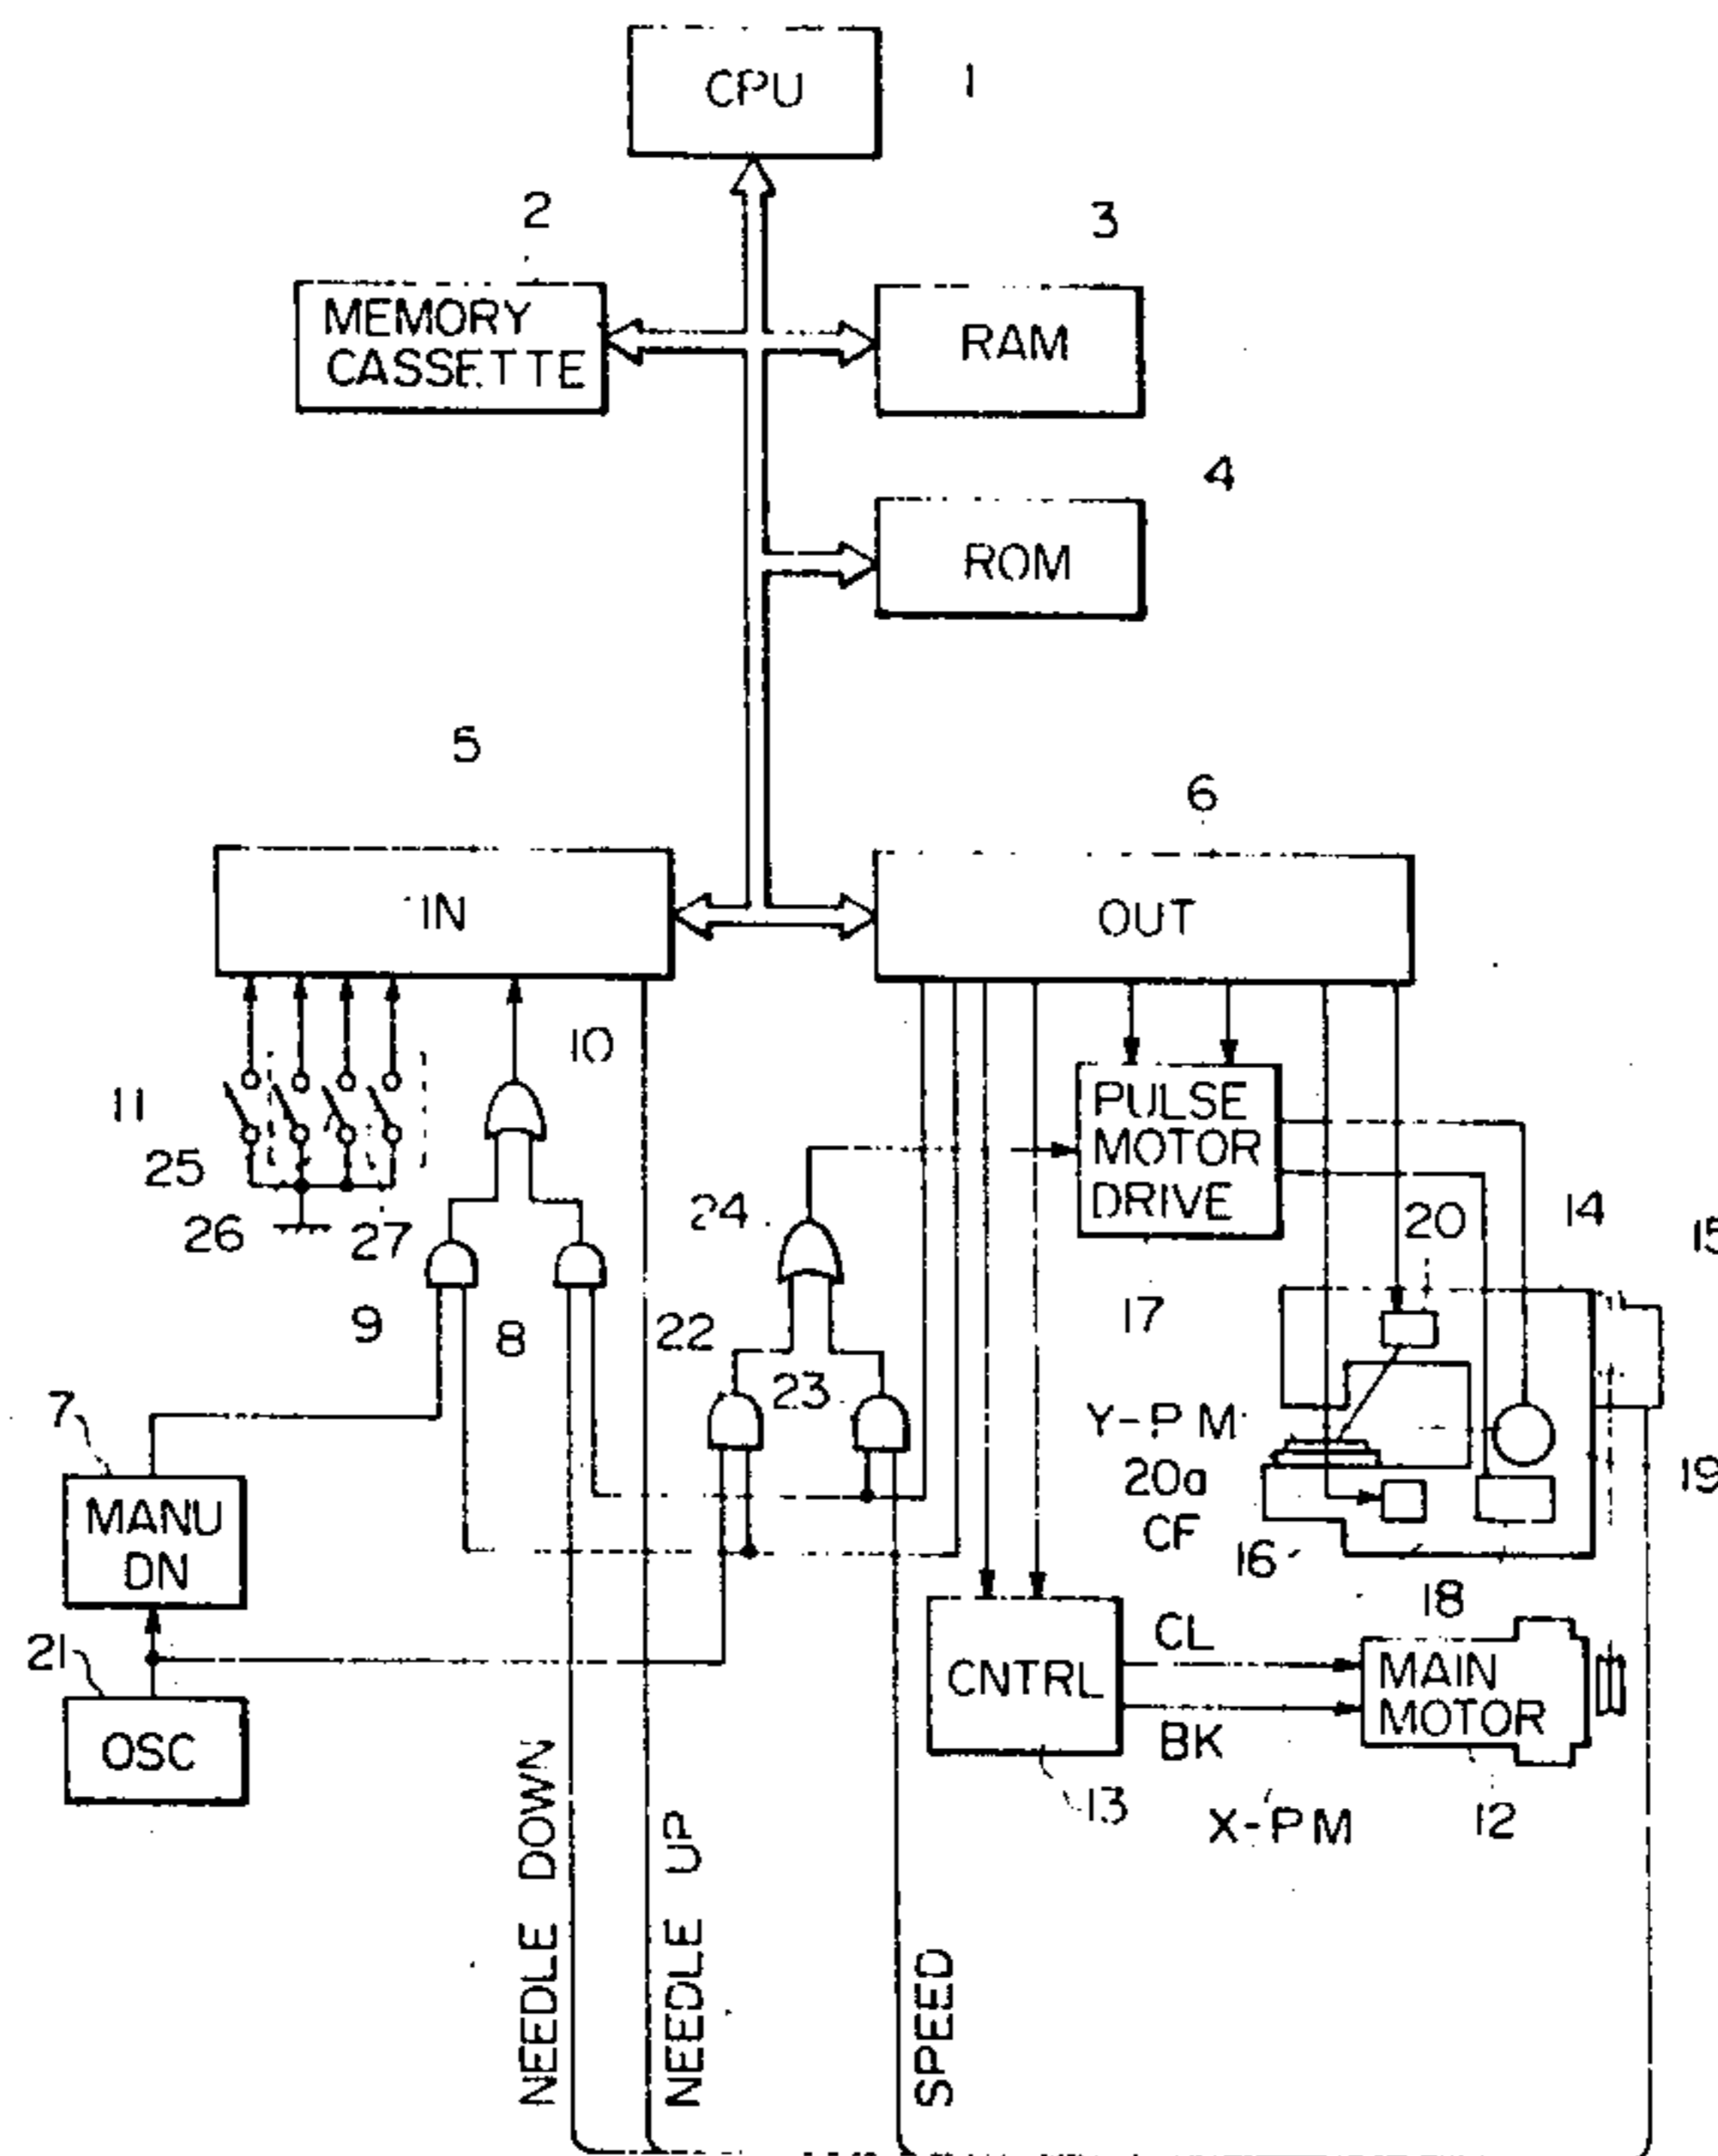 CPU
1
2
3
MEMORY
CASSETTE
RAM
4
ROM
5
6
IN
OUT
10
11
25
26
27
PULSE
MOTOR
DRIVE
24
20
14
15
9
8
22
17
23
7
Y-PM
20a
CF
19
MANU
DN
16
18
21
OSC
CNTRL
CL
BK
MAIN
MOTOR
13
X-PM
12
NEEDLE DOWN
NEEDLE UP
SPEED